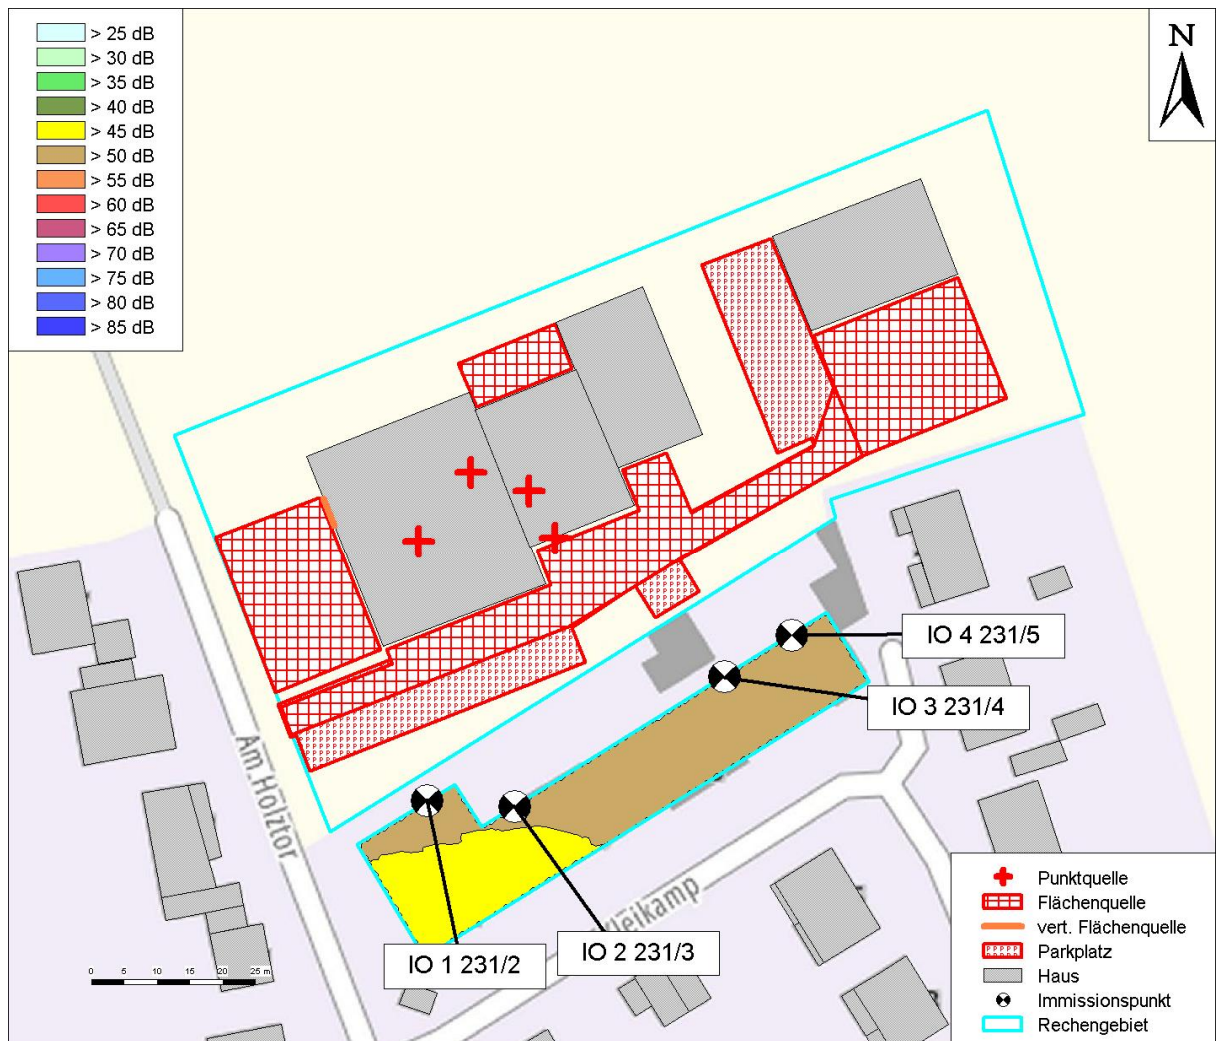 > 25 dB
> 30 dB
> 35 dB
> 40 dB
> 45 dB
> 50 dB
> 55 dB
> 60 dB
> 65 dB
> 70 dB
> 75 dB
> 80 dB
> 85 dB
N
IO 4 231/5
IO 3 231/4
Am Holztor
IO 2 231/3
IO 1 231/2
0 5 10 15 20 25 m
Punktquelle
Flächenquelle
vert. Flächenquelle
Parkplatz
Haus
Immissionspunkt
Rechengebiet